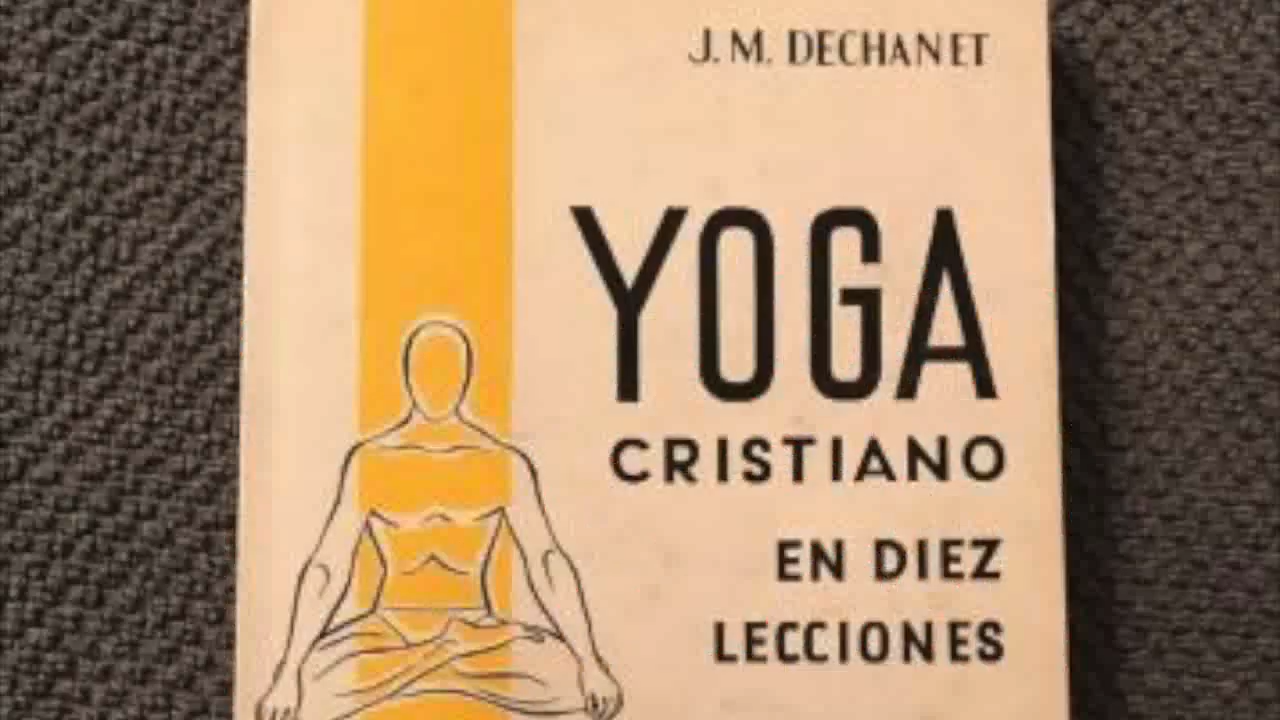 J. M. DECHANET
YOGA
CRISTIANO
EN DIEZ
LECCIONES